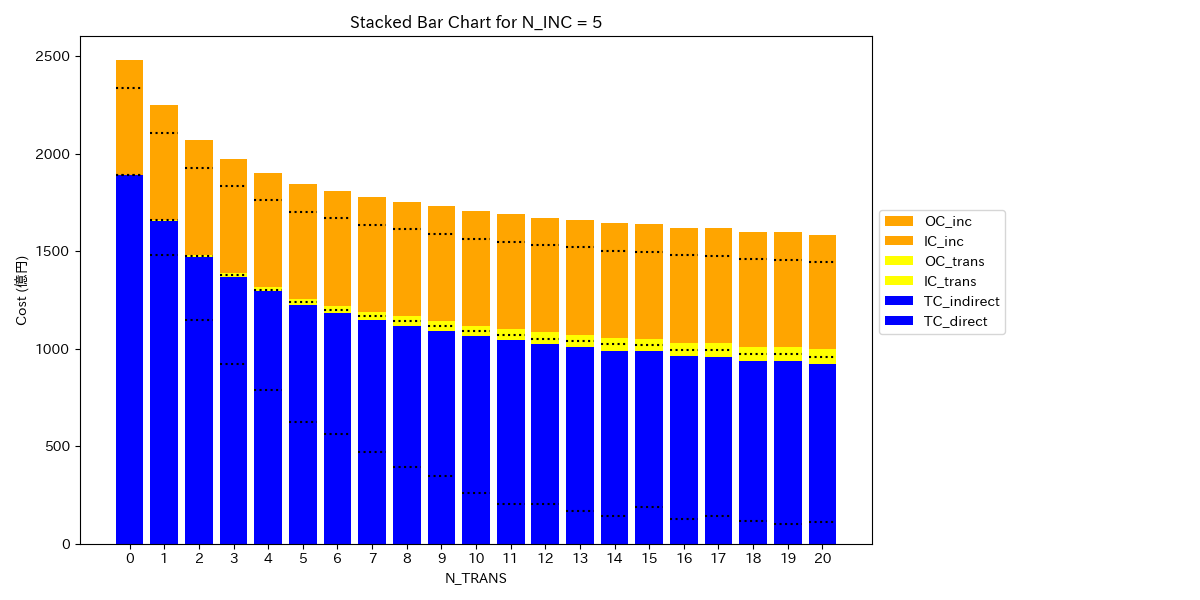 Stacked Bar Chart for N_INC = 5
Cost (億円)
2500
2000
1500
1000
500
0
0 1 2 3 4 5 6 7 8 9 10 11 12 13 14 15 16 17 18 19 20
N_TRANS
OC_inc
IC_inc
OC_trans
IC_trans
TC_indirect
TC_direct